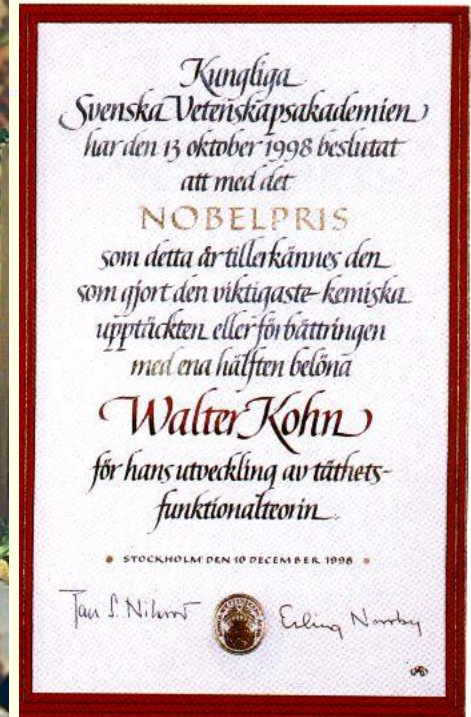 Kungliga
Svenska Vetenskapsakademien
har den 13 oktober 1998 beslutat
att med det
NOBELPRIS
som detta år tillerkännes den
som gjort den viktigaste kemiska
upptäckten eller förbättringen
med ena hälften belöna
Walter Kohn
för hans utveckling av täthets-
funktionalteorin
STOCKHOLM DEN 10 DECEMBER 1998
Jan S. Nilsson Erling Norrby